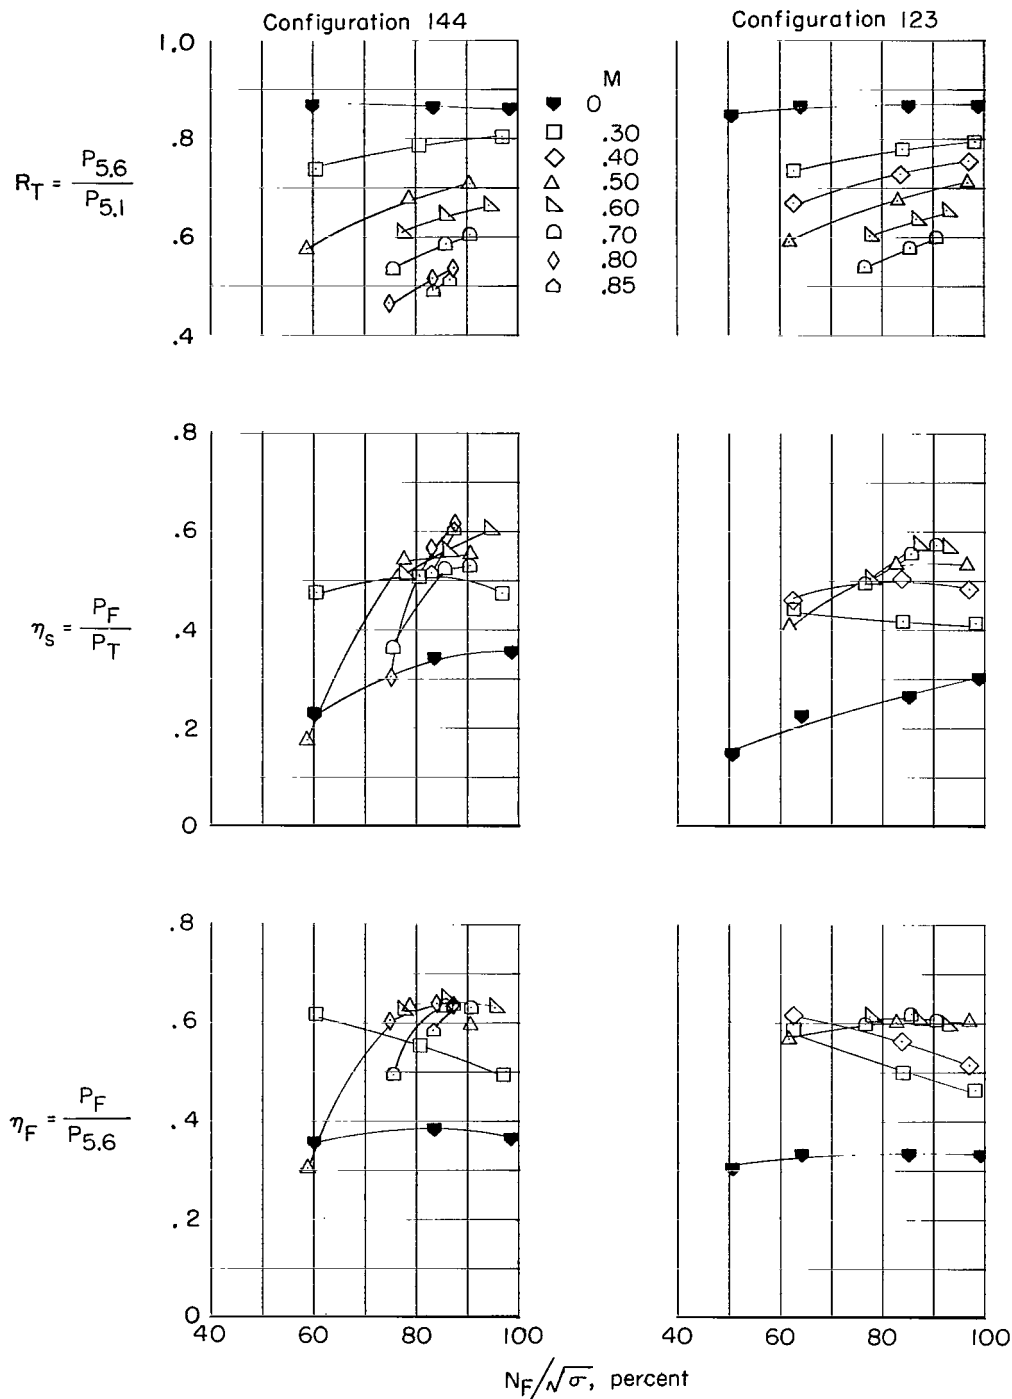 Configuration 144
Configuration 123
1.0
.8
.6
.4
R_T = P_5.6 / P_5.1
M
0
.30
.40
.50
.60
.70
.80
.85
.8
.6
.4
.2
0
η_s = P_F / P_T
.8
.6
.4
.2
0
η_F = P_F / P_5.6
40 60 80 100 40 60 80 100
N_F/√σ, percent